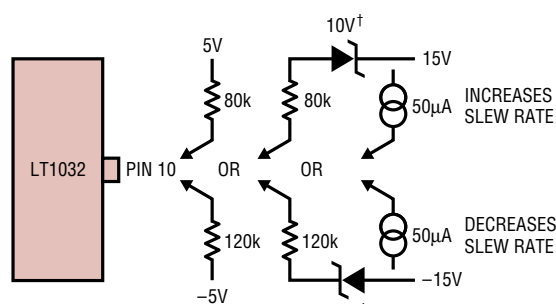 10V†
5V
15V
80k
80k
50µA
INCREASES
SLEW RATE
LT1032
PIN 10
OR
OR
120k
120k
50µA
DECREASES
SLEW RATE
–5V
–15V